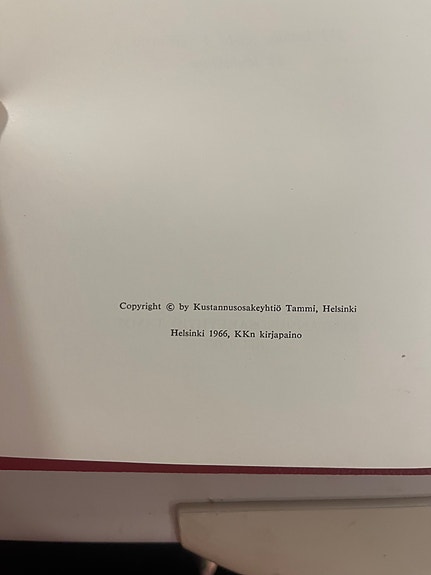 Copyright © by Kustannusosakeyhtiö Tammi, Helsinki
Helsinki 1966, KKn kirjapaino